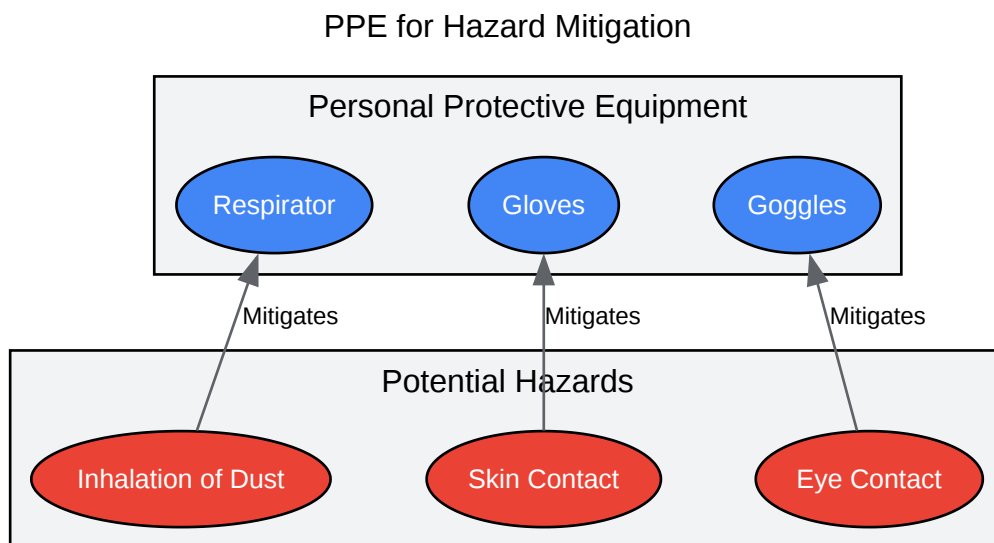 PPE for Hazard Mitigation
Personal Protective Equipment
Respirator
Gloves
Goggles
Mitigates
Mitigates
Mitigates
Potential Hazards
Inhalation of Dust
Skin Contact
Eye Contact